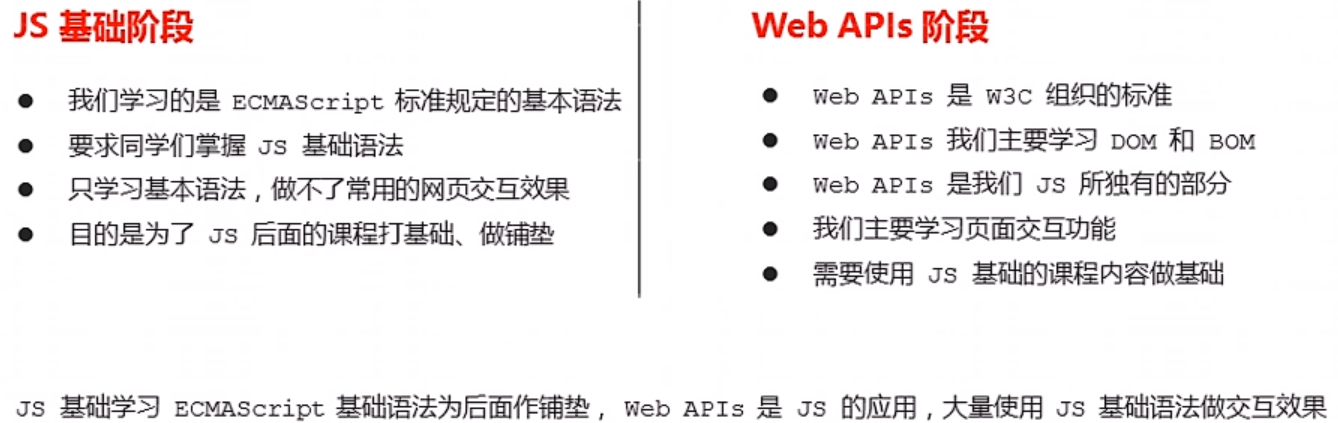 JS 基础阶段
● 我们学习的是 ECMAScript 标准规定的基本语法
● 要求同学们掌握 JS 基础语法
● 只学习基本语法，做不了常用的网页交互效果
● 目的是为了 JS 后面的课程打基础、做铺垫
Web APIs 阶段
● Web APIs 是 W3C 组织的标准
● Web APIs 我们主要学习 DOM 和 BOM
● Web APIs 是我们 JS 所独有的部分
● 我们主要学习页面交互功能
● 需要使用 JS 基础的课程内容做基础
JS 基础学习 ECMAScript 基础语法为后面作铺垫， Web APIs 是 JS 的应用，大量使用 JS 基础语法做交互效果